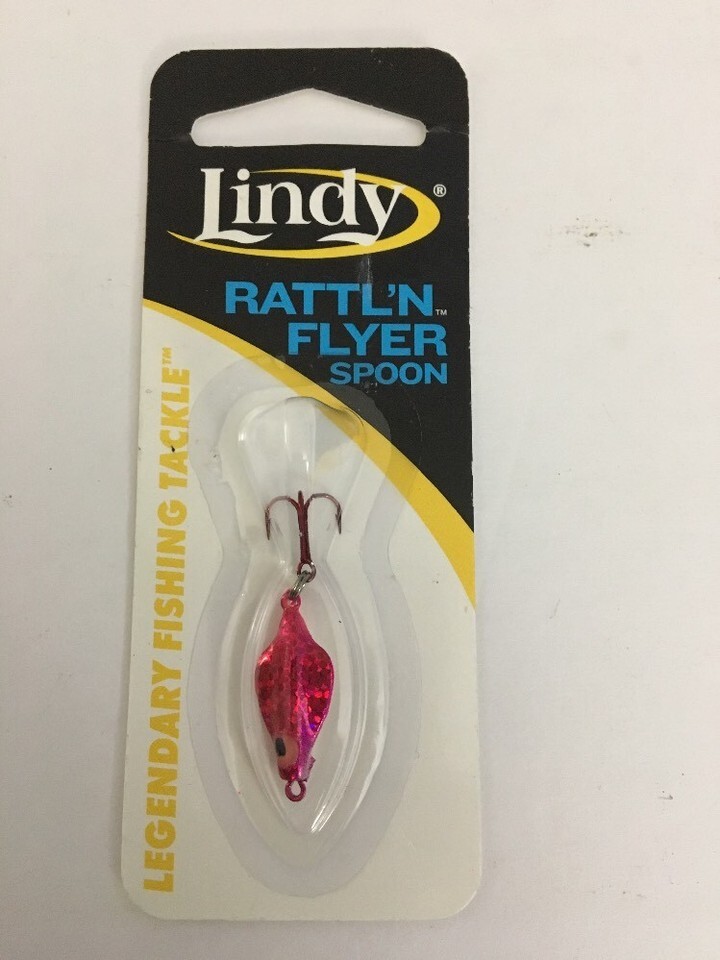 Lindy®
RATTL'N™
FLYER
SPOON
LEGENDARY FISHING TACKLE™